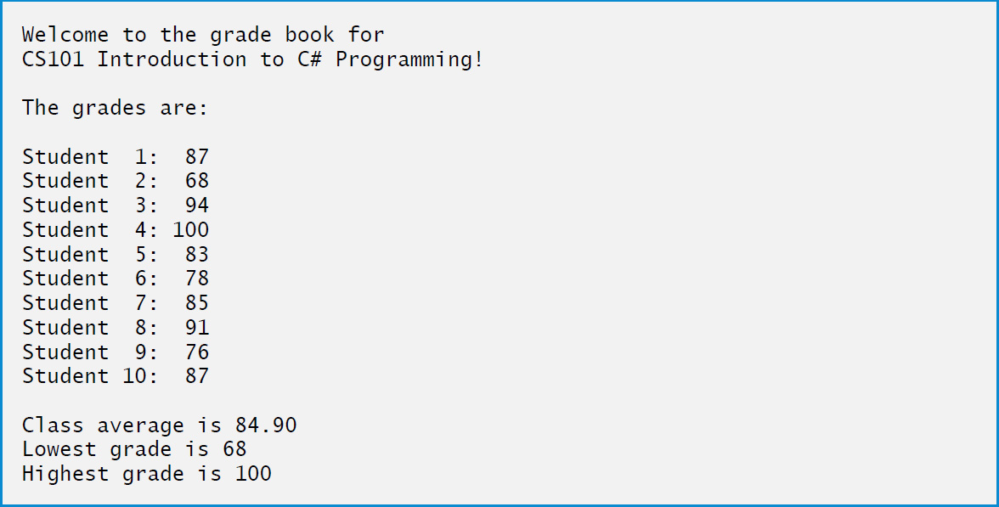 Welcome to the grade book for
CS101 Introduction to C# Programming!

The grades are:

Student  1:  87
Student  2:  68
Student  3:  94
Student  4: 100
Student  5:  83
Student  6:  78
Student  7:  85
Student  8:  91
Student  9:  76
Student 10:  87

Class average is 84.90
Lowest grade is 68
Highest grade is 100